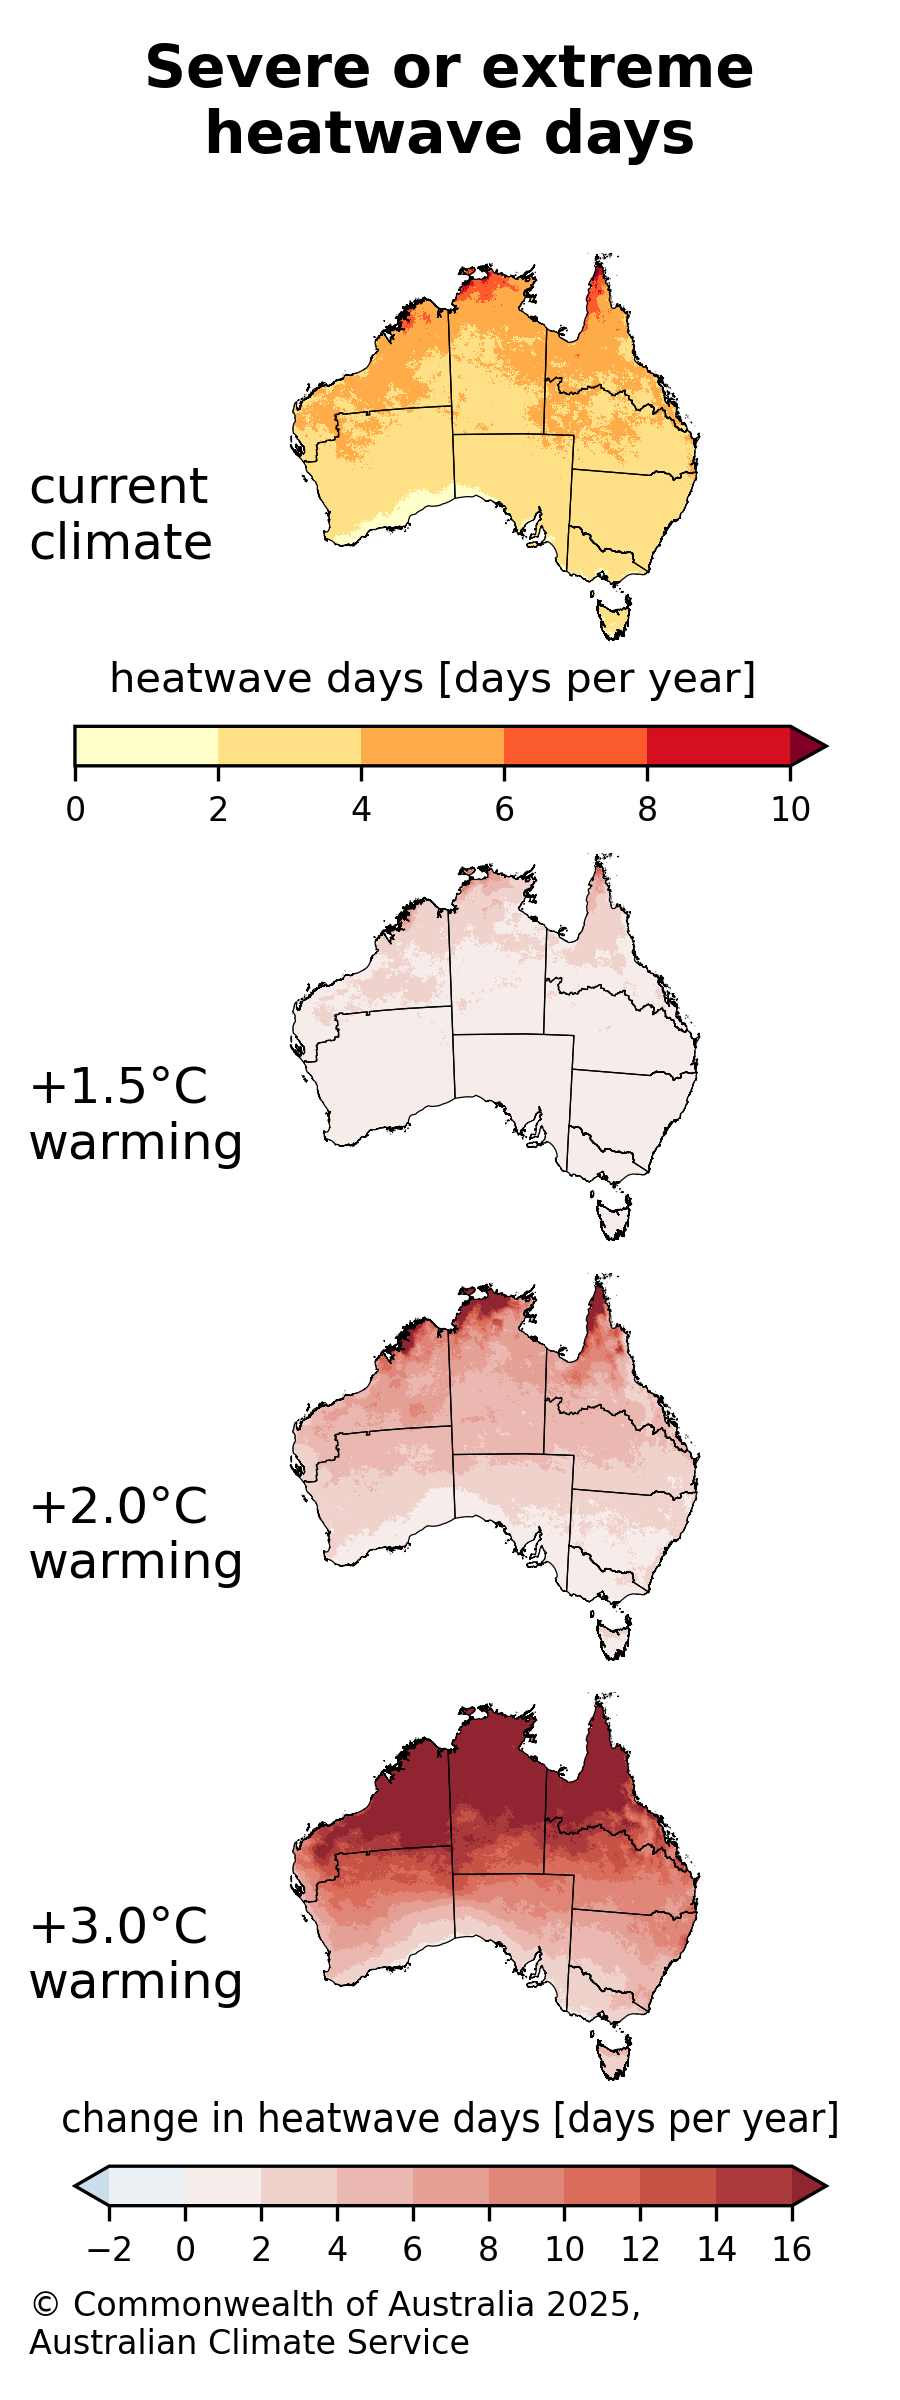 Severe or extreme
heatwave days
current
climate
heatwave days [days per year]
0 2 4 6 8 10
+1.5°C
warming
+2.0°C
warming
+3.0°C
warming
change in heatwave days [days per year]
−2 0 2 4 6 8 10 12 14 16
© Commonwealth of Australia 2025,
Australian Climate Service